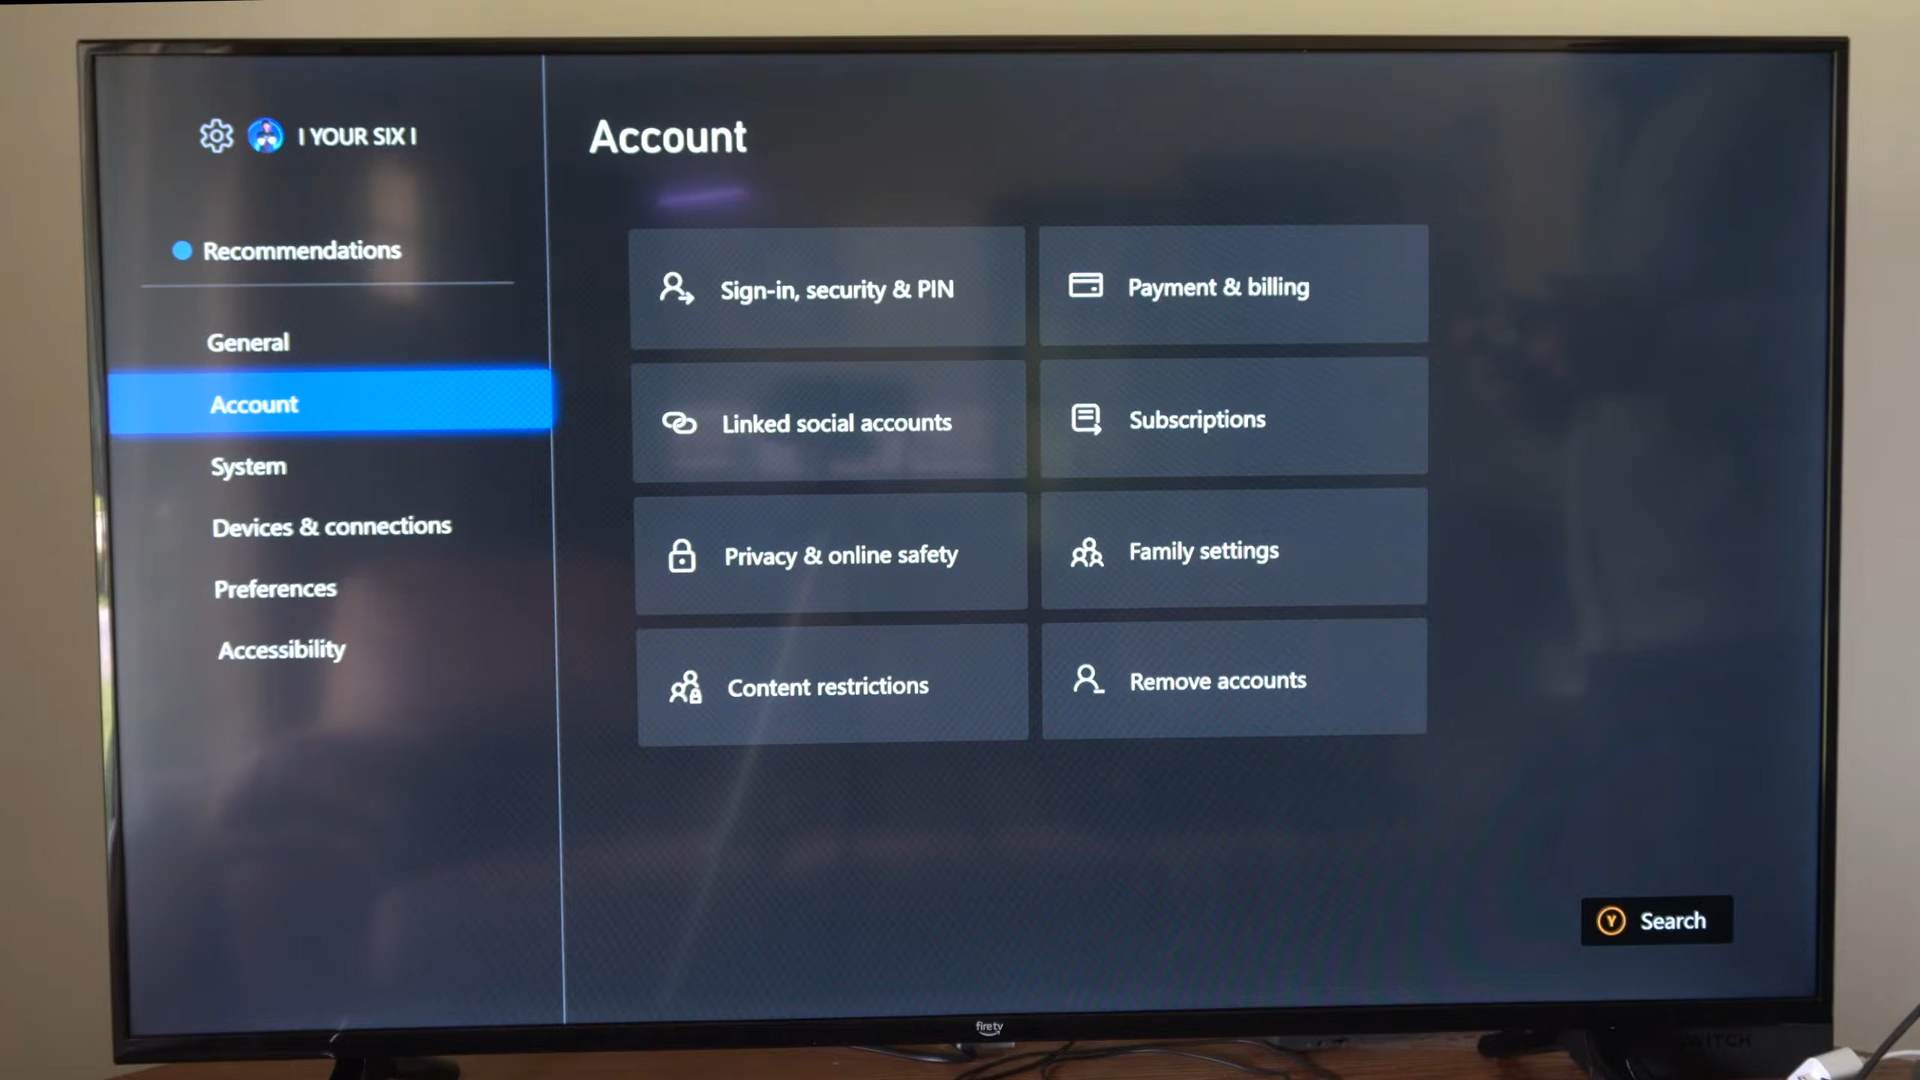 I YOUR SIX I
Recommendations
General
Account
System
Devices & connections
Preferences
Accessibility
Account
Sign-in, security & PIN
Payment & billing
Linked social accounts
Subscriptions
Privacy & online safety
Family settings
Content restrictions
Remove accounts
Y Search
firetv